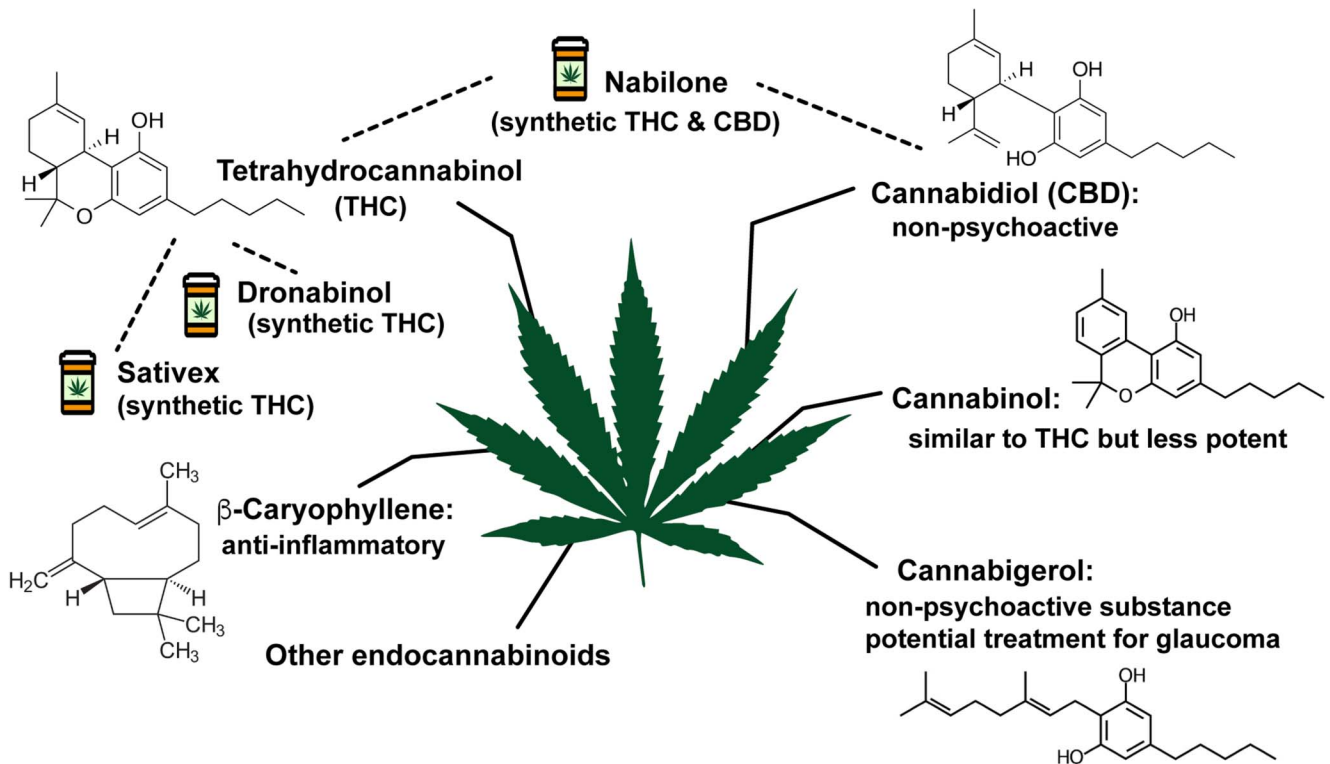 Nabilone
(synthetic THC & CBD)
OH
H
H
O
Tetrahydrocannabinol
(THC)
OH
H
H
HO
Cannabidiol (CBD):
non-psychoactive
Dronabinol
(synthetic THC)
Sativex
(synthetic THC)
OH
O
Cannabinol:
similar to THC but less potent
CH3
H2C
H
H
CH3
CH3
β-Caryophyllene:
anti-inflammatory
Other endocannabinoids
Cannabigerol:
non-psychoactive substance
potential treatment for glaucoma
OH
HO